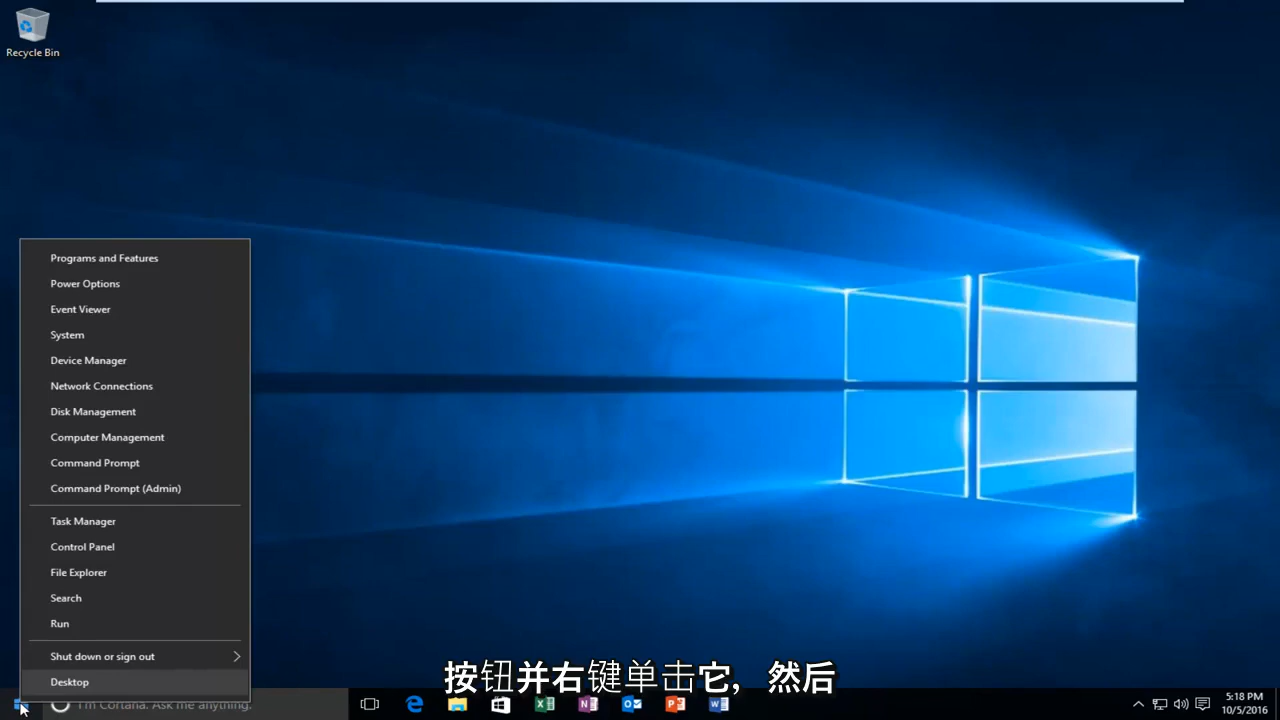 Recycle Bin
Programs and Features
Power Options
Event Viewer
System
Device Manager
Network Connections
Disk Management
Computer Management
Command Prompt
Command Prompt (Admin)
Task Manager
Control Panel
File Explorer
Search
Run
Shut down or sign out
Desktop
按钮并右键单击它,然后
I'm Cortana. Ask me anything.
5:18 PM
10/5/2016